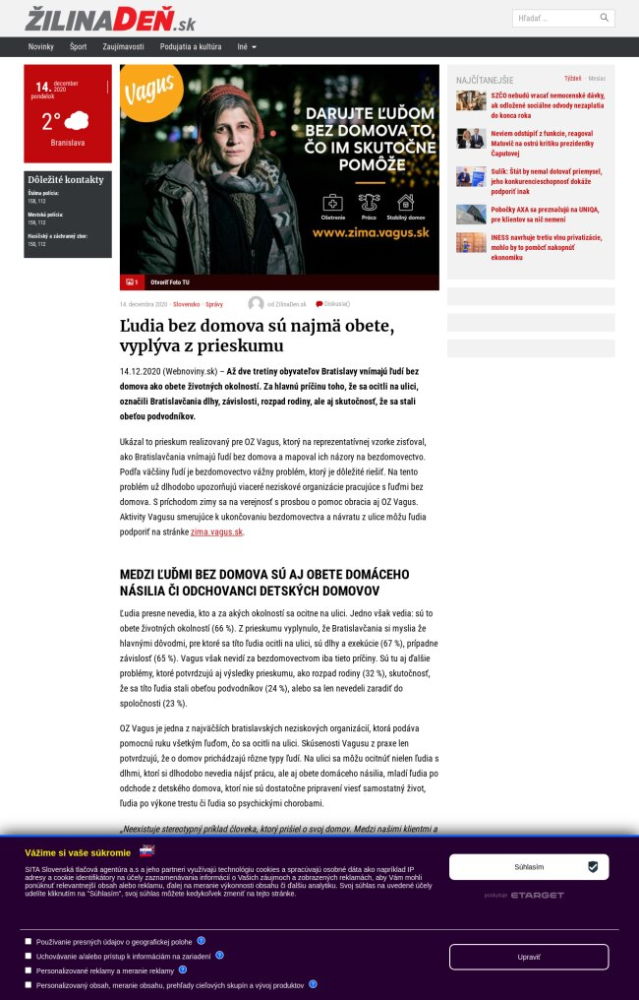 ŽILINADEŇ.sk
Hľadať ...
Novinky Šport Zaujímavosti Podujatia a kultúra Iné
14. december 2020
pondelok
2°
Branislava
Dôležité kontakty
Štátna polícia:
158, 112
Mestská polícia:
159, 112
Hasičský a záchranný zbor:
150, 112
Vagus
DARUJTE ĽUĎOM
BEZ DOMOVA TO,
ČO IM SKUTOČNE
POMÔŽE
Ošetrenie Práca Stabilný domov
www.zima.vagus.sk
1 Otvoriť Foto TU
14. decembra 2020 · Slovensko · Správy od ZilinaDen.sk Diskusia()
Ľudia bez domova sú najmä obete,
vyplýva z prieskumu
14.12.2020 (Webnoviny.sk) – Až dve tretiny obyvateľov Bratislavy vnímajú ľudí bez
domova ako obete životných okolností. Za hlavnú príčinu toho, že sa ocitli na ulici,
označili Bratislavčania dlhy, závislosti, rozpad rodiny, ale aj skutočnosť, že sa stali
obeťou podvodníkov.
Ukázal to prieskum realizovaný pre OZ Vagus, ktorý na reprezentatívnej vzorke zisťoval,
ako Bratislavčania vnímajú ľudí bez domova a mapoval ich názory na bezdomovectvo.
Podľa väčšiny ľudí je bezdomovectvo vážny problém, ktorý je dôležité riešiť. Na tento
problém už dlhodobo upozorňujú viaceré neziskové organizácie pracujúce s ľuďmi bez
domova. S príchodom zimy sa na verejnosť s prosbou o pomoc obracia aj OZ Vagus.
Aktivity Vagusu smerujúce k ukončovaniu bezdomovectva a návratu z ulice môžu ľudia
podporiť na stránke zima.vagus.sk.
MEDZI ĽUĎMI BEZ DOMOVA SÚ AJ OBETE DOMÁCEHO
NÁSILIA ČI ODCHOVANCI DETSKÝCH DOMOVOV
Ľudia presne nevedia, kto a za akých okolností sa ocitne na ulici. Jedno však vedia: sú to
obete životných okolností (66 %). Z prieskumu vyplynulo, že Bratislavčania si myslia že
hlavnými dôvodmi, pre ktoré sa títo ľudia ocitli na ulici, sú dlhy a exekúcie (67 %), prípadne
závislosť (65 %). Vagus však nevidí za bezdomovectvom iba tieto príčiny. Sú tu aj ďalšie
problémy, ktoré potvrdzujú aj výsledky prieskumu, ako rozpad rodiny (32 %), skutočnosť,
že sa títo ľudia stali obeťou podvodníkov (24 %), alebo sa len nevedeli zaradiť do
spoločnosti (23 %).
OZ Vagus je jedna z najväčších bratislavských neziskových organizácií, ktorá podáva
pomocnú ruku všetkým ľuďom, čo sa ocitli na ulici. Skúsenosti Vagusu z praxe len
potvrdzujú, že o domov prichádzajú rôzne typy ľudí. Na ulici sa môžu ocitnúť nielen ľudia s
dlhmi, ktorí si dlhodobo nevedia nájsť prácu, ale aj obete domáceho násilia, mladí ľudia po
odchode z detského domova, ktorí nie sú dostatočne pripravení viesť samostatný život,
ľudia po výkone trestu či ľudia so psychickými chorobami.
„Neexistuje stereotypný príklad človeka, ktorý prišiel o svoj domov. Medzi našimi klientmi a
NAJČÍTANEJŠIE Týždeň · Mesiac
SZČO nebudú vracať nemocenské dávky,
ak odložené sociálne odvody nezaplatia
do konca roka
Neviem odstúpiť z funkcie, reagoval
Matovič na ostrú kritiku prezidentky
Čaputovej
Sulík: Štát by nemal dotovať priemysel,
jeho konkurencieschopnosť dokáže
podporiť inak
Pobočky AXA sa preznačujú na UNIQA,
pre klientov sa nič nemení
INESS navrhuje tretiu vlnu privatizácie,
mohlo by to pomôcť nakopnúť
ekonomiku
Vážime si vaše súkromie
SITA Slovenská tlačová agentúra a.s a jeho partneri využívajú technológiu cookies a spracúvajú osobné dáta ako napríklad IP
adresy a cookie identifikátory na účely zaznamenávania informácií o Vašich záujmoch a zobrazených reklamách, aby Vám mohli
ponúknuť relevantnejší obsah alebo reklamu, ďalej na meranie výkonnosti obsahu či ďalšiu analytiku. Svoj súhlas na uvedené účely
udelíte kliknutím na "Súhlasím", svoj súhlas môžete kedykoľvek zmeniť na tejto stránke.
Súhlasím
poskytuje ETARGET
Používanie presných údajov o geografickej polohe ?
Uchovávanie a/alebo prístup k informáciám na zariadení ?
Personalizované reklamy a meranie reklamy ?
Personalizovaný obsah, meranie obsahu, prehľady cieľových skupín a vývoj produktov ?
Upraviť